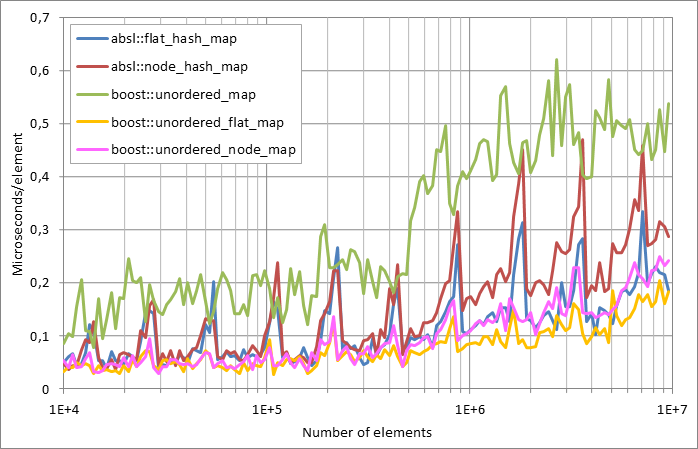 0,7
absl::flat_hash_map
absl::node_hash_map
boost::unordered_map
boost::unordered_flat_map
boost::unordered_node_map
0,6
0,5
0,4
0,3
0,2
0,1
0
Microseconds/element
1E+4
1E+5
1E+6
1E+7
Number of elements